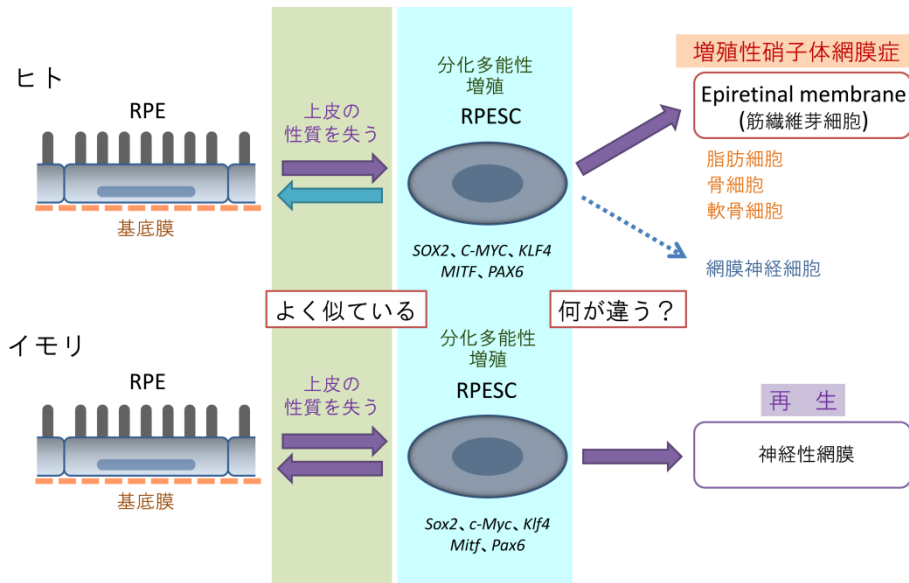 ヒト
RPE
基底膜
上皮の
性質を失う
分化多能性
増殖
RPESC
SOX2、C-MYC、KLF4
MITF、PAX6
増殖性硝子体網膜症
Epiretinal membrane
(筋繊維芽細胞)
脂肪細胞
骨細胞
軟骨細胞
網膜神経細胞
よく似ている
何が違う？
イモリ
RPE
基底膜
上皮の
性質を失う
分化多能性
増殖
RPESC
Sox2、c-Myc、Klf4
Mitf、Pax6
再　生
神経性網膜